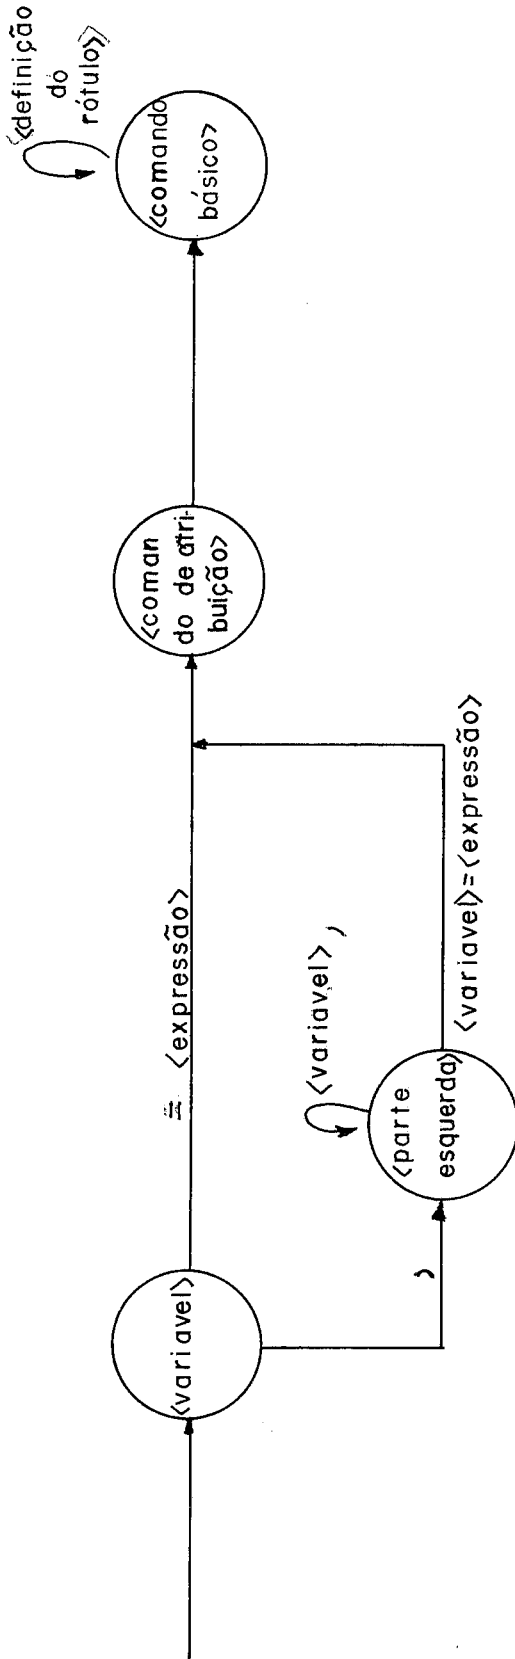 <variavel>
= <expressão>
,
<parte
esquerda>
<variavel> ,
<variavel>=<expressão>
<coman
do de atri-
buição>
<comando
básico>
<definição
do
rótulo>